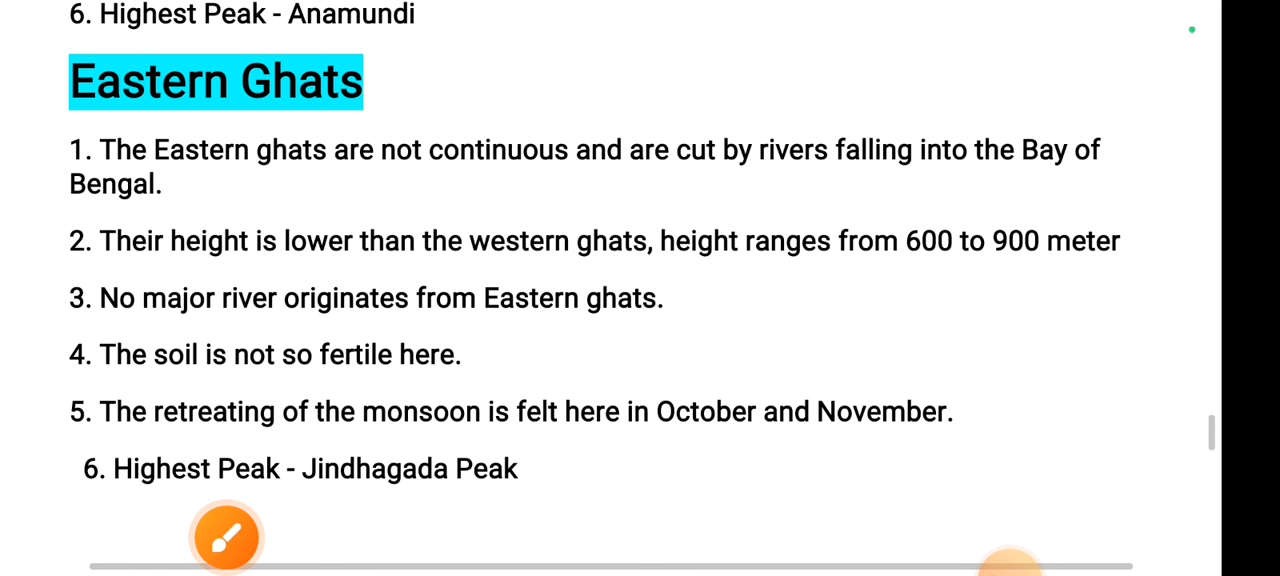 6. Highest Peak - Anamundi
Eastern Ghats
1. The Eastern ghats are not continuous and are cut by rivers falling into the Bay of
Bengal.
2. Their height is lower than the western ghats, height ranges from 600 to 900 meter
3. No major river originates from Eastern ghats.
4. The soil is not so fertile here.
5. The retreating of the monsoon is felt here in October and November.
6. Highest Peak - Jindhagada Peak